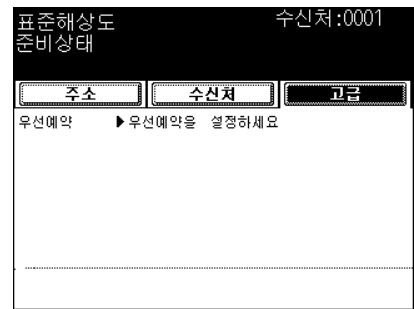 표준해상도 수신처:0001
준비상태
주소 수신처 고급
우선예약 ▶우선예약을 설정하세요